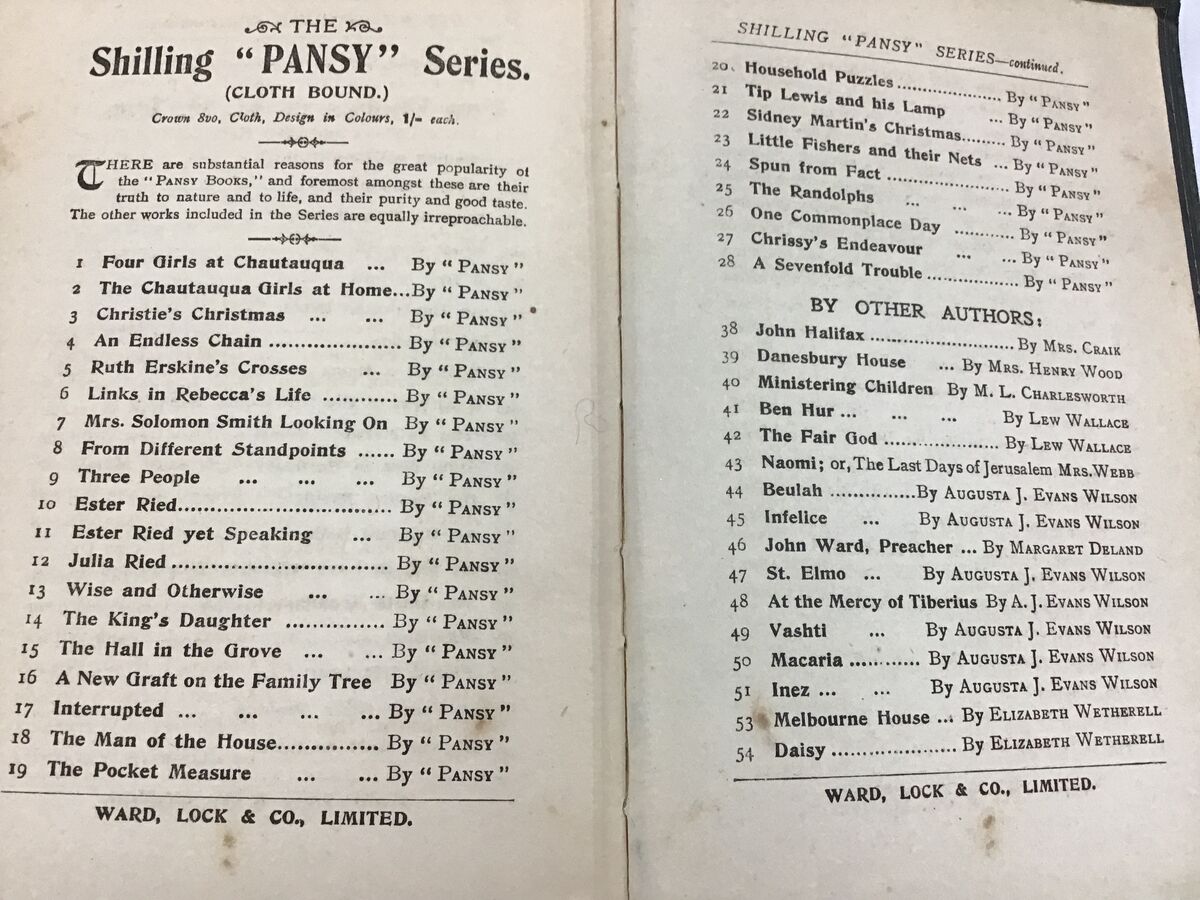 THE
Shilling “PANSY” Series.
(CLOTH BOUND.)
Crown 8vo, Cloth, Design in Colours, 1/- each.
THERE are substantial reasons for the great popularity of
the “PANSY BOOKS,” and foremost amongst these are their
truth to nature and to life, and their purity and good taste.
The other works included in the Series are equally irreproachable.
1 Four Girls at Chautauqua ... By “PANSY”
2 The Chautauqua Girls at Home...By “PANSY”
3 Christie's Christmas ... ... By “PANSY”
4 An Endless Chain ..................... By “PANSY”
5 Ruth Erskine's Crosses ... By “PANSY”
6 Links in Rebecca's Life ............ By “PANSY”
7 Mrs. Solomon Smith Looking On By “PANSY”
8 From Different Standpoints ...... By “PANSY”
9 Three People ... ... ... By “PANSY”
10 Ester Ried.................................. By “PANSY”
11 Ester Ried yet Speaking ... By “PANSY”
12 Julia Ried .................................. By “PANSY”
13 Wise and Otherwise ... ... By “PANSY”
14 The King's Daughter ............... By “PANSY”
15 The Hall in the Grove ... ... By “PANSY”
16 A New Graft on the Family Tree By “PANSY”
17 Interrupted ... ... ... ... By “PANSY”
18 The Man of the House............... By “PANSY”
19 The Pocket Measure ... ... By “PANSY”
WARD, LOCK & CO., LIMITED.
SHILLING “PANSY” SERIES—continued.
20 Household Puzzles ..................... By “PANSY”
21 Tip Lewis and his Lamp ... By “PANSY”
22 Sidney Martin's Christmas......... By “PANSY”
23 Little Fishers and their Nets ... By “PANSY”
24 Spun from Fact ........................ By “PANSY”
25 The Randolphs ... ... ... By “PANSY”
26 One Commonplace Day ............ By “PANSY”
27 Chrissy's Endeavour ... ... By “PANSY”
28 A Sevenfold Trouble .................. By “PANSY”
BY OTHER AUTHORS:
38 John Halifax ........................... By MRS. CRAIK
39 Danesbury House ... By MRS. HENRY WOOD
40 Ministering Children By M. L. CHARLESWORTH
41 Ben Hur ... ... ... By LEW WALLACE
42 The Fair God ..................... By LEW WALLACE
43 Naomi; or, The Last Days of Jerusalem MRS. WEBB
44 Beulah ...............By AUGUSTA J. EVANS WILSON
45 Infelice ... By AUGUSTA J. EVANS WILSON
46 John Ward, Preacher ... By MARGARET DELAND
47 St. Elmo ... By AUGUSTA J. EVANS WILSON
48 At the Mercy of Tiberius By A. J. EVANS WILSON
49 Vashti ... By AUGUSTA J. EVANS WILSON
50 Macaria ............ By AUGUSTA J. EVANS WILSON
51 Inez ... ... By AUGUSTA J. EVANS WILSON
53 Melbourne House ... By ELIZABETH WETHERELL
54 Daisy ..................... By ELIZABETH WETHERELL
WARD, LOCK & CO., LIMITED.